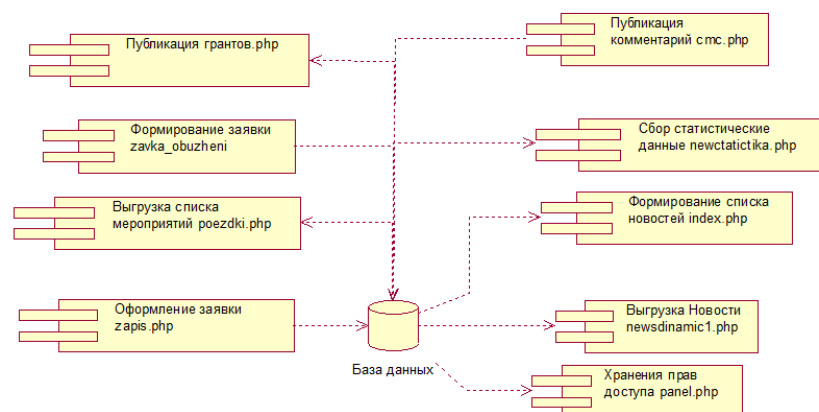 Публикация грантов.php
Публикация
комментарий cmc.php
Формирование заявки
zavka_obuzheni
Сбор статистические
данные newctatictika.php
Выгрузка списка
мероприятий poezdki.php
Формирование списка
новостей index.php
Оформление заявки
zapis.php
База данных
Выгрузка Новости
newsdinamic1.php
Хранения прав
доступа panel.php